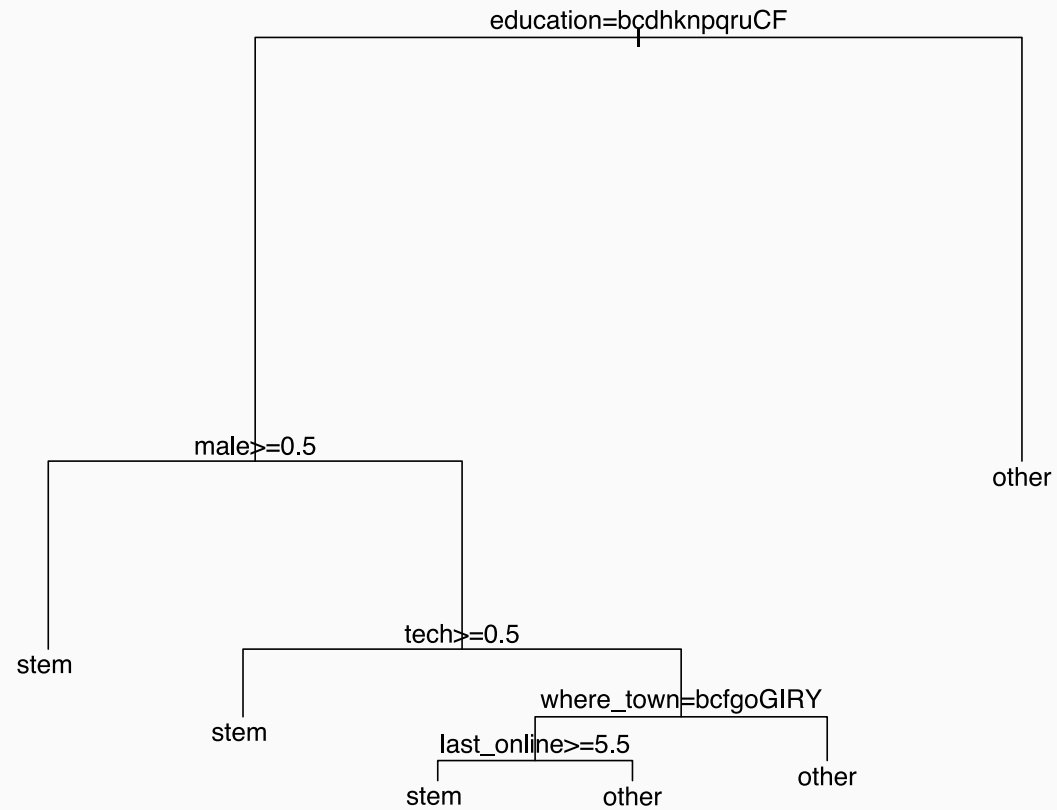 education=bcdhknpqruCF
male>=0.5
other
tech>=0.5
stem
where_town=bcfgoGIRY
stem
last_online>=5.5
other
stem
other